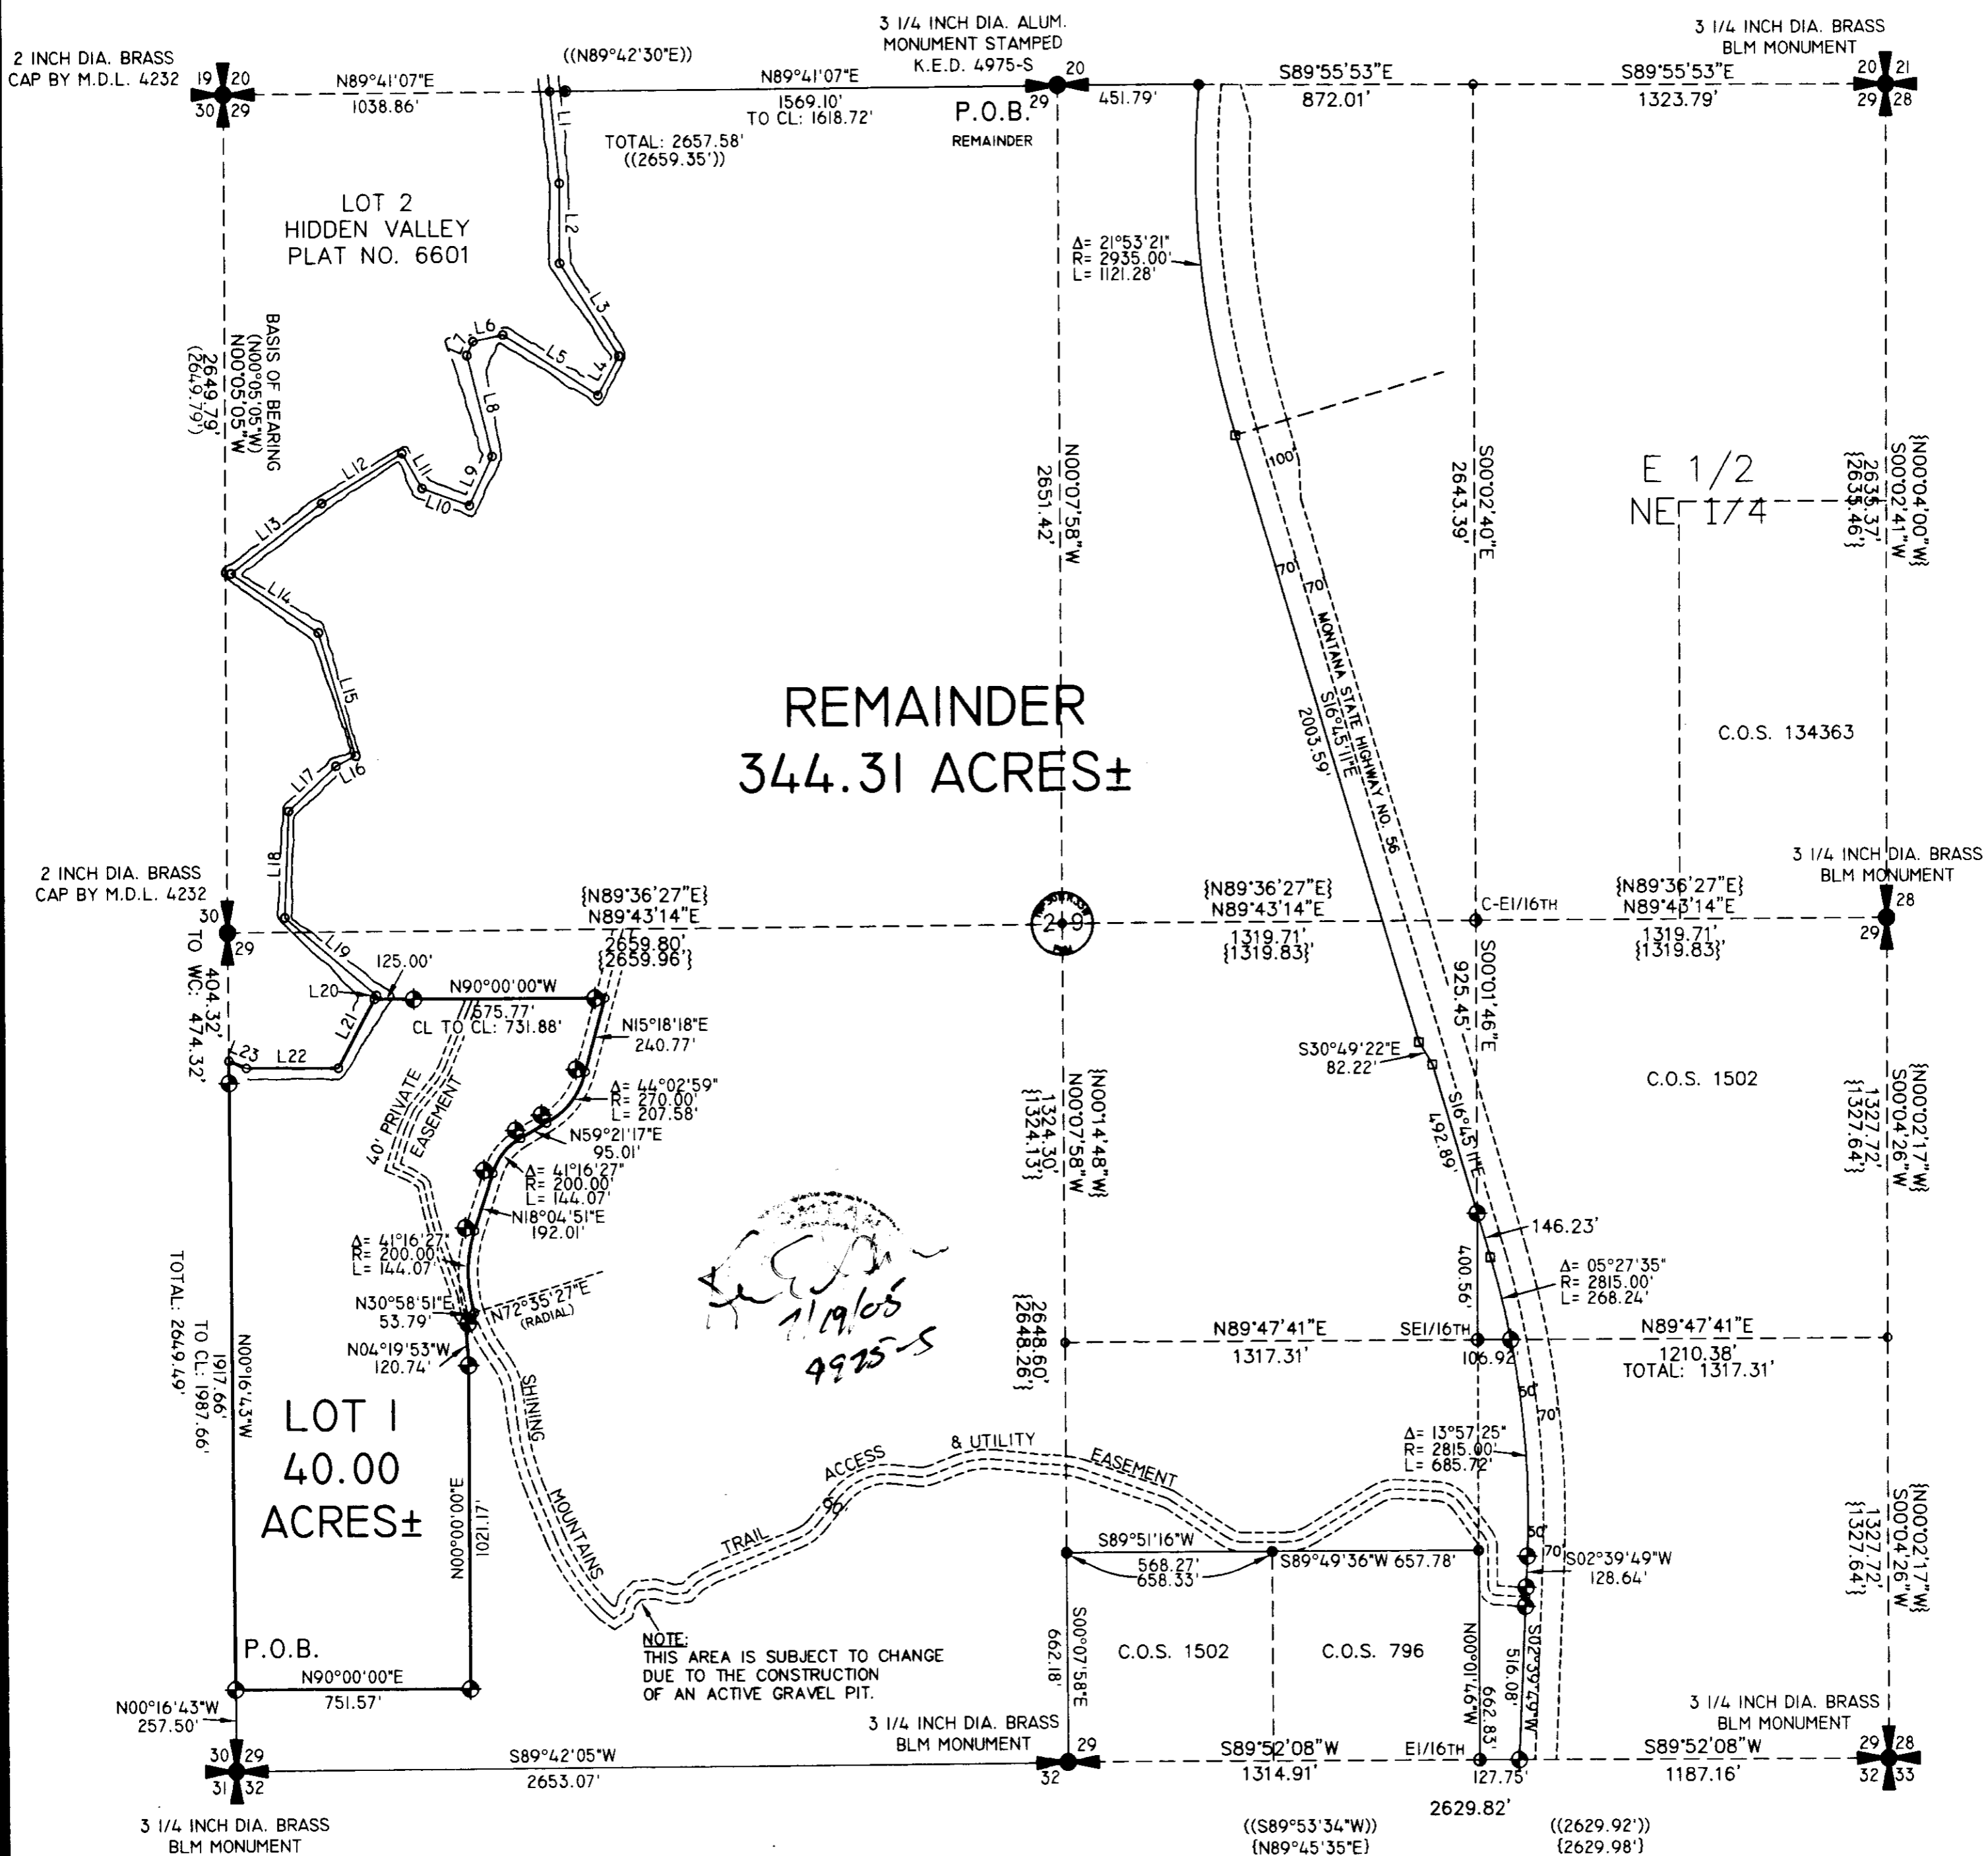 2 INCH DIA. BRASS
CAP BY M.D.L. 4232
19 20
30 29
N89°41'07"E
1038.86'
((N89°42'30"E))
N89°41'07"E
1569.10'
TO CL: 1618.72'
TOTAL: 2657.58'
((2659.35'))
3 1/4 INCH DIA. ALUM.
MONUMENT STAMPED
K.E.D. 4975-S
20
29
P.O.B.
REMAINDER
451.79'
S89°55'53"E
872.01'
S89°55'53"E
1323.79'
3 1/4 INCH DIA. BRASS
BLM MONUMENT
20 21
29 28
LOT 2
HIDDEN VALLEY
PLAT NO. 6601
L1
L2
L3
L4
L5
L6
L7
L8
L9
L10
L11
L12
L13
L14
L15
L16
L17
L18
L19
BASIS OF BEARING
(N00°05'05"W)
N00°05'05"W
2649.79'
(2649.79')
Δ= 21°53'21"
R= 2935.00'
L= 1121.28'
N00°07'58"W
2651.42'
S00°02'40"E
2643.39'
100'
70'
70'
MONTANA STATE HIGHWAY NO. 56
S16°45'11"E
2003.59'
E 1/2
NE 1/4
{N00°04'00"W}
S00°02'41"W
2635.37'
{2635.46'}
C.O.S. 134363
REMAINDER
344.31 ACRES±
2 INCH DIA. BRASS
CAP BY M.D.L. 4232
30
29
{N89°36'27"E}
N89°43'14"E
2659.80'
{2659.96'}
29
{N89°36'27"E}
N89°43'14"E
1319.71'
{1319.83}'
C-E1/16TH
{N89°36'27"E}
N89°43'14"E
1319.71'
{1319.83}'
3 1/4 INCH DIA. BRASS
BLM MONUMENT
28
29
404.32'
TO WC: 474.32'
125.00'
L20
L21
L22
L23
N90°00'00"W
575.77'
CL TO CL: 731.88'
N15°18'18"E
240.77'
Δ= 44°02'59"
R= 270.00'
L= 207.58'
N59°21'17"E
95.01'
Δ= 41°16'27"
R= 200.00'
L= 144.07'
N18°04'51"E
192.01'
Δ= 41°16'27"
R= 200.00'
L= 144.07'
N30°58'51"E
53.79'
N72°35'27"E
(RADIAL)
N04°19'53"W
120.74'
40' PRIVATE
EASEMENT
{N00°14'48"W}
N00°07'58"W
1324.30'
{1324.13'}
S00°01'46"E
925.45'
S30°49'22"E
82.22'
S16°45'11"E
492.89'
C.O.S. 1502
{N00°02'17"W}
S00°04'26"W
1327.72'
{1327.64'}
146.23'
400.56'
Δ= 05°27'35"
R= 2815.00'
L= 268.24'
1/19/05
4975-S
2648.60'
{2648.26'}
N89°47'41"E
1317.31'
SE1/16TH
106.92'
N89°47'41"E
1210.38'
TOTAL: 1317.31'
50'
70'
Δ= 13°57'25"
R= 2815.00'
L= 685.72'
N00°16'43"W
1917.66'
TO CL: 1987.66'
TOTAL: 2649.49'
LOT 1
40.00
ACRES±
N00°00'00"E
1021.17'
SHINING
MOUNTAINS
TRAIL
90'
ACCESS
& UTILITY
EASEMENT
S89°51'16"W
568.27'
658.33'
S89°49'36"W 657.78'
50'
70'
S02°39'49"W
128.64'
{N00°02'17"W}
S00°04'26"W
1327.72'
{1327.64'}
NOTE:
THIS AREA IS SUBJECT TO CHANGE
DUE TO THE CONSTRUCTION
OF AN ACTIVE GRAVEL PIT.
S00°07'58"E
662.18'
C.O.S. 1502
C.O.S. 796
N00°01'46"W
662.83'
S02°39'49"W
516.08'
P.O.B.
N90°00'00"E
751.57'
N00°16'43"W
257.50'
30 29
31 32
S89°42'05"W
2653.07'
3 1/4 INCH DIA. BRASS
BLM MONUMENT
29
32
S89°52'08"W
1314.91'
E1/16TH
127.75'
S89°52'08"W
1187.16'
3 1/4 INCH DIA. BRASS
BLM MONUMENT
29 28
32 33
2629.82'
3 1/4 INCH DIA. BRASS
BLM MONUMENT
((S89°53'34"W))
{N89°45'35"E}
((2629.92'))
{2629.98'}